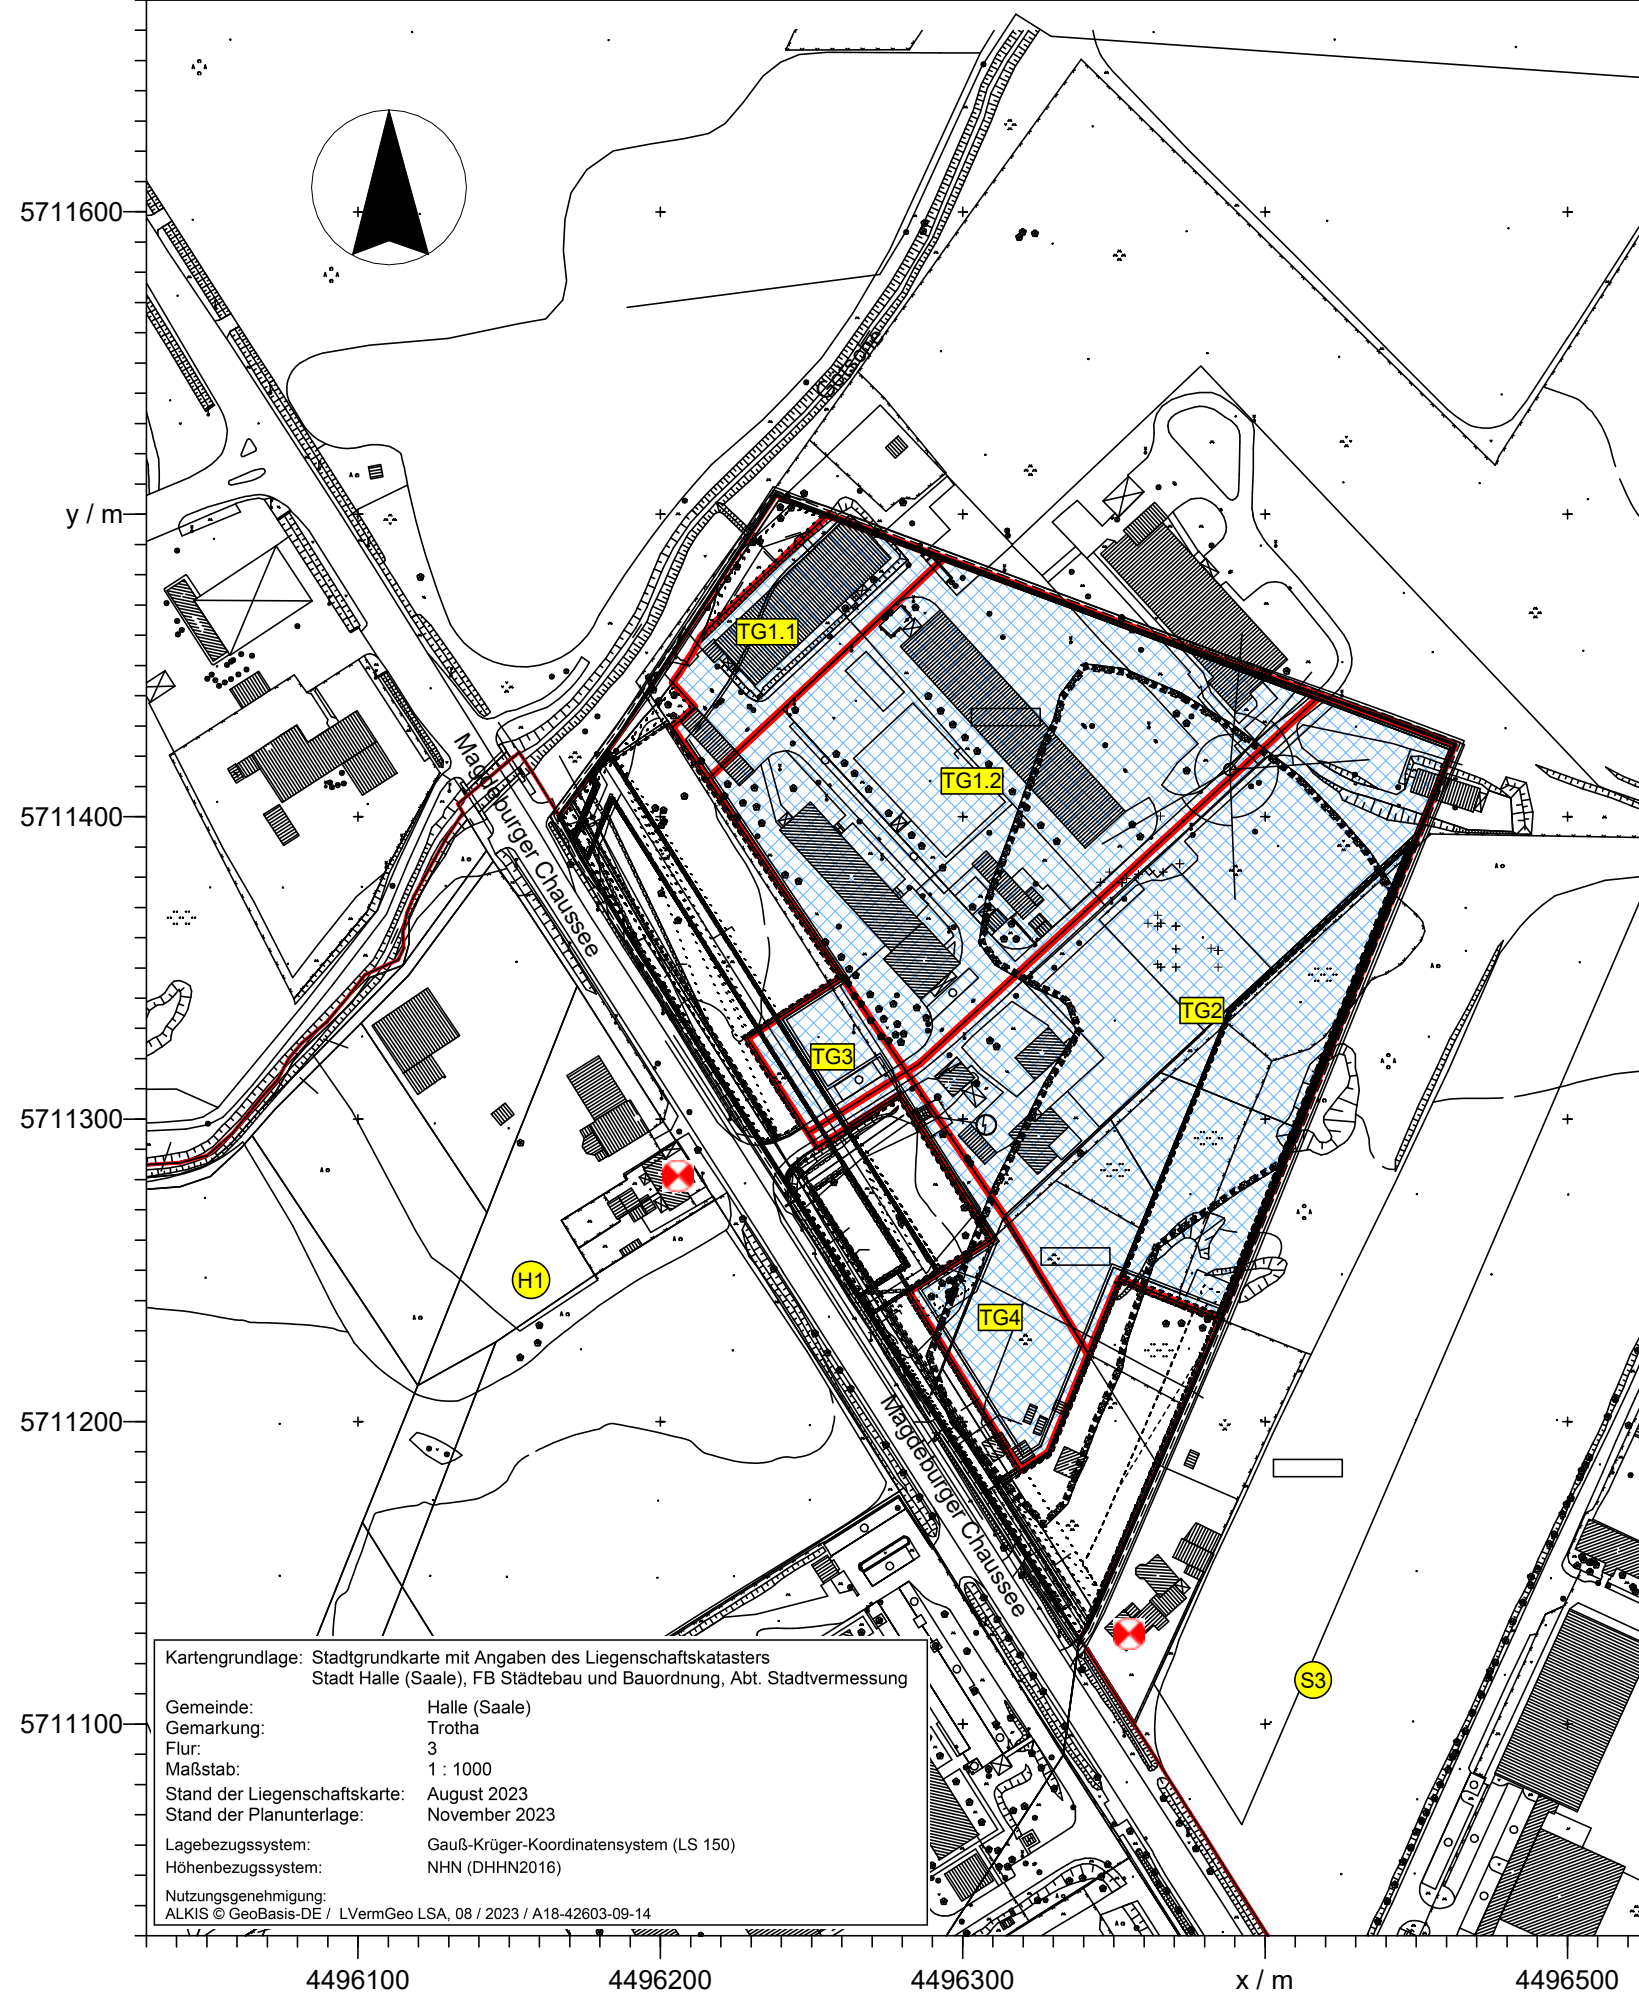 5711600
y / m
5711400
5711300
5711200
5711100
Götsche
TG1.1
TG1.2
TG2
TG3
TG4
Magdeburger Chaussee
Magdeburger Chaussee
H1
S3
Kartengrundlage: Stadtgrundkarte mit Angaben des Liegenschaftskatasters
Stadt Halle (Saale), FB Städtebau und Bauordnung, Abt. Stadtvermessung
Gemeinde: Halle (Saale)
Gemarkung: Trotha
Flur: 3
Maßstab: 1 : 1000
Stand der Liegenschaftskarte: August 2023
Stand der Planunterlage: November 2023
Lagebezugssystem: Gauß-Krüger-Koordinatensystem (LS 150)
Höhenbezugssystem: NHN (DHHN2016)
Nutzungsgenehmigung:
ALKIS © GeoBasis-DE / LVermGeo LSA, 08 / 2023 / A18-42603-09-14
4496100 4496200 4496300 x / m 4496500